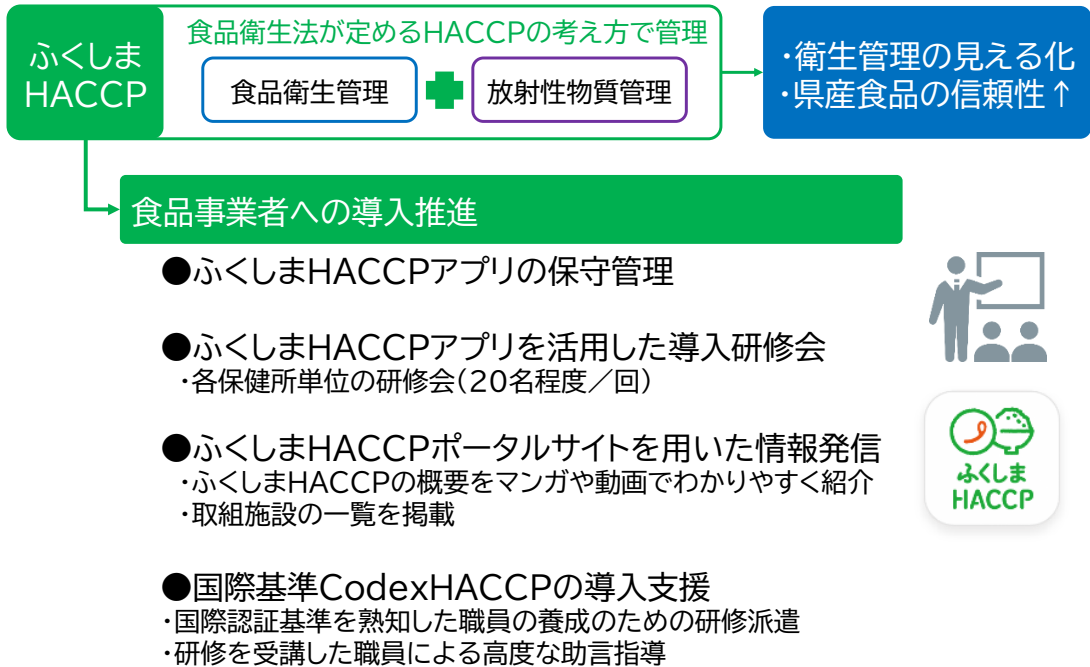 ふくしま
HACCP
食品衛生法が定めるHACCPの考え方で管理
食品衛生管理
放射性物質管理
・衛生管理の見える化
・県産食品の信頼性↑
食品事業者への導入推進
●ふくしまHACCPアプリの保守管理
●ふくしまHACCPアプリを活用した導入研修会
・各保健所単位の研修会(20名程度／回)
●ふくしまHACCPポータルサイトを用いた情報発信
・ふくしまHACCPの概要をマンガや動画でわかりやすく紹介
・取組施設の一覧を掲載
ふくしま
HACCP
●国際基準CodexHACCPの導入支援
・国際認証基準を熟知した職員の養成のための研修派遣
・研修を受講した職員による高度な助言指導